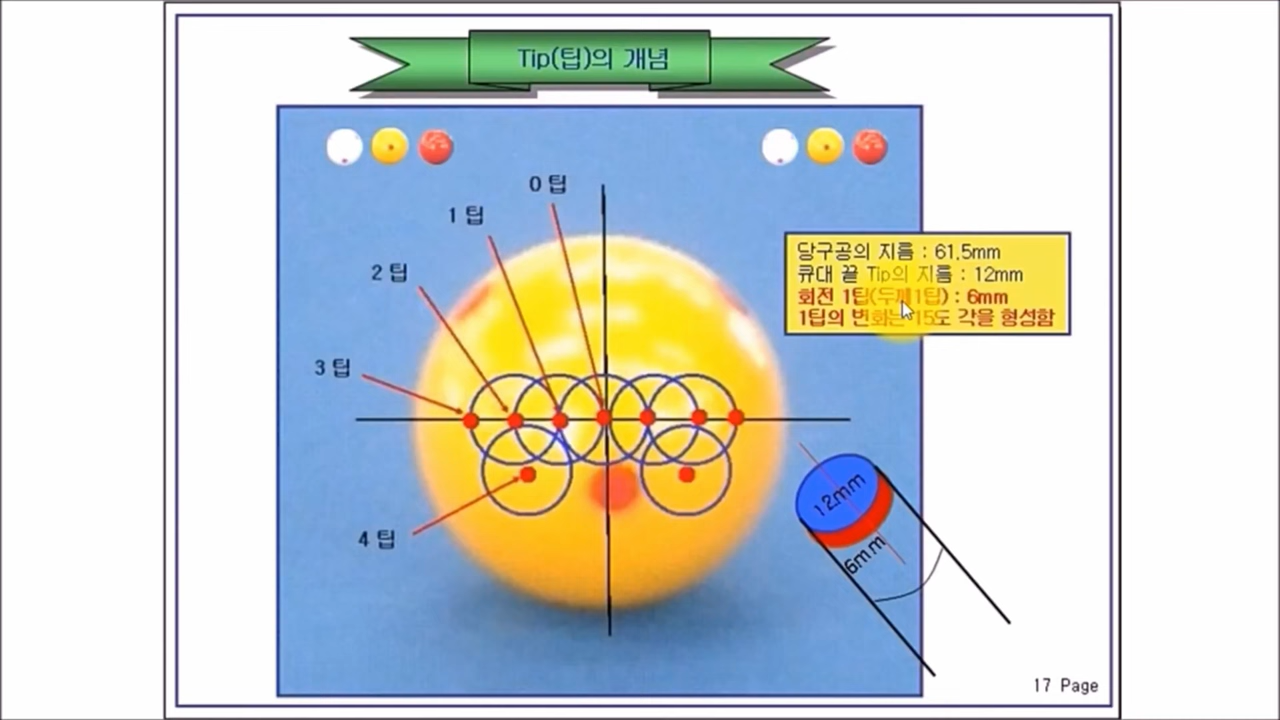 Tip(팁)의 개념
0 팁
1 팁
2 팁
3 팁
4 팁
당구공의 지름 : 61.5mm
큐대 끝 Tip의 지름 : 12mm
회전 1팁(두께1팁) : 6mm
1팁의 변화는 15도 각을 형성함
12mm
6mm
17 Page